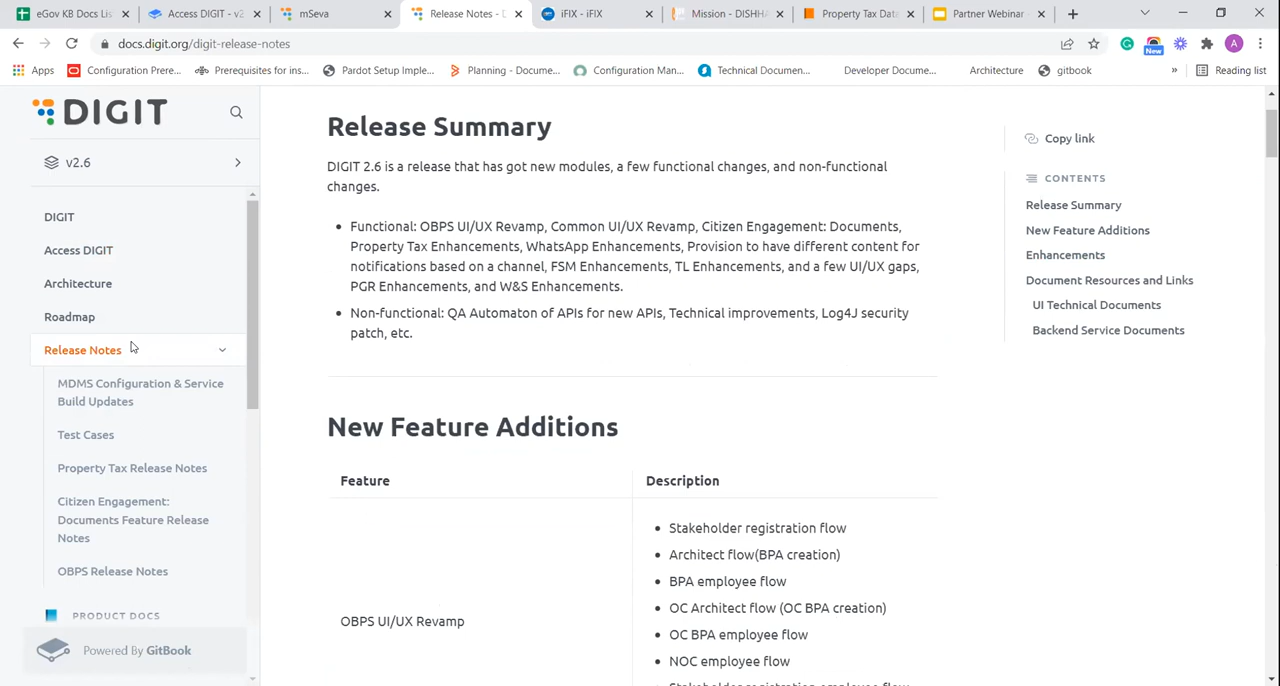 eGov KB Docs Lis
Access DIGIT - v2
mSeva
Release Notes - D
iFIX - iFIX
Mission - DISHHA
Property Tax Data
Partner Webinar
docs.digit.org/digit-release-notes
New
A
Apps
Configuration Prere...
Prerequisites for ins...
Pardot Setup Imple...
Planning - Docume...
Configuration Man...
Technical Documen...
Developer Docume...
Architecture
gitbook
»
Reading list
DIGIT
v2.6
DIGIT
Access DIGIT
Architecture
Roadmap
Release Notes
MDMS Configuration & Service
Build Updates
Test Cases
Property Tax Release Notes
Citizen Engagement:
Documents Feature Release
Notes
OBPS Release Notes
PRODUCT DOCS
Powered By GitBook
Release Summary
DIGIT 2.6 is a release that has got new modules, a few functional changes, and non-functional
changes.
• Functional: OBPS UI/UX Revamp, Common UI/UX Revamp, Citizen Engagement: Documents,
Property Tax Enhancements, WhatsApp Enhancements, Provision to have different content for
notifications based on a channel, FSM Enhancements, TL Enhancements, and a few UI/UX gaps,
PGR Enhancements, and W&S Enhancements.
• Non-functional: QA Automaton of APIs for new APIs, Technical improvements, Log4J security
patch, etc.
New Feature Additions
Feature
Description
OBPS UI/UX Revamp
• Stakeholder registration flow
• Architect flow(BPA creation)
• BPA employee flow
• OC Architect flow (OC BPA creation)
• OC BPA employee flow
• NOC employee flow
• Stakeholder registration employee flow
Copy link
CONTENTS
Release Summary
New Feature Additions
Enhancements
Document Resources and Links
UI Technical Documents
Backend Service Documents